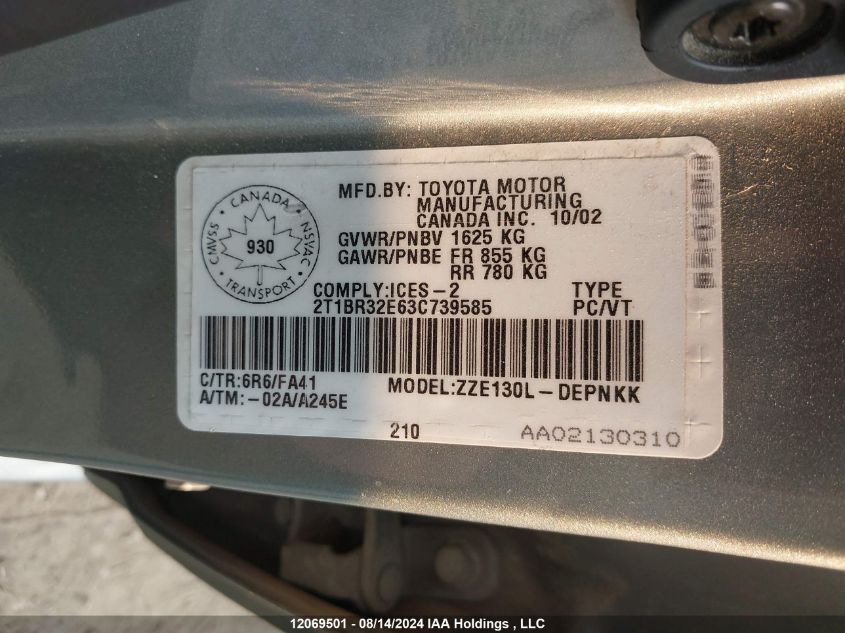 MFD.BY: TOYOTA MOTOR
MANUFACTURING
CANADA INC. 10/02
GVWR/PNBV 1625 KG
GAWR/PNBE FR 855 KG
RR 780 KG
CANADA
CMVSS
NSVAC
930
TRANSPORT
COMPLY:ICES-2 TYPE
2T1BR32E63C739585 PC/VT
C/TR:6R6/FA41 MODEL:ZZE130L-DEPNKK
A/TM:-02A/A245E
210 AA02130310
12069501 - 08/14/2024 IAA Holdings , LLC